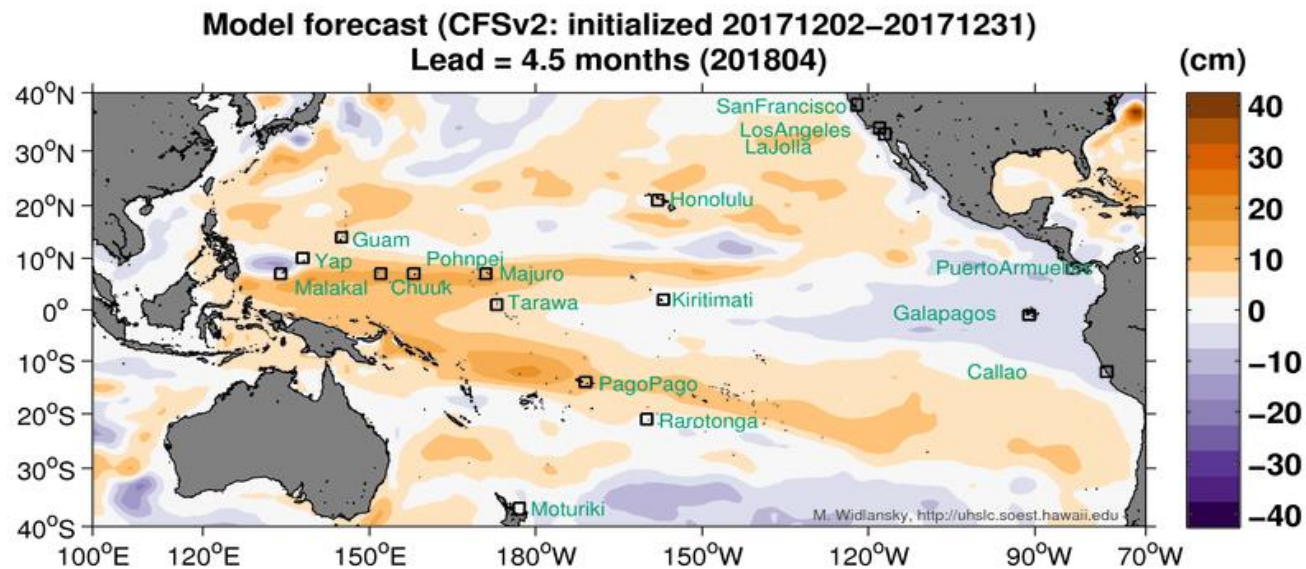 Model forecast (CFSv2: initialized 20171202–20171231)
Lead = 4.5 months (201804)
(cm)
40°N
30°N
20°N
10°N
0°
10°S
20°S
30°S
40°S
SanFrancisco
LosAngeles
LaJolla
Honolulu
Guam
Pohnpei
Yap
PuertoArmuelles
Malakal
Chuuk
Majuro
Tarawa
Kiritimati
Galapagos
Callao
PagoPago
Rarotonga
Moturiki
M. Widlansky, http://uhslc.soest.hawaii.edu
100°E
120°E
150°E
180°E
150°W
120°W
90°W
70°W
40
30
20
10
0
−10
−20
−30
−40